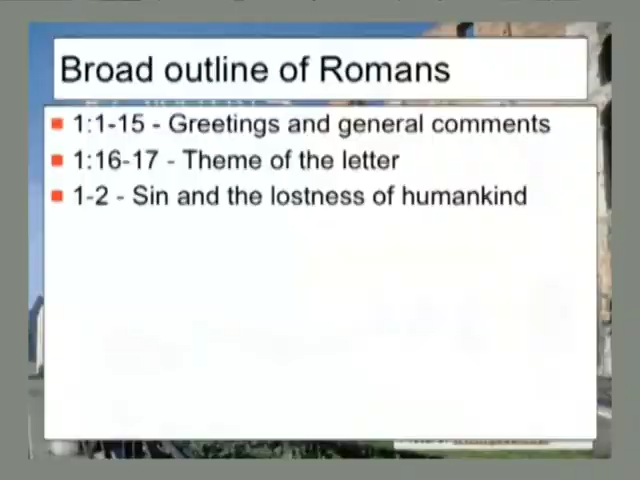 Broad outline of Romans
1:1-15 - Greetings and general comments
1:16-17 - Theme of the letter
1-2 - Sin and the lostness of humankind